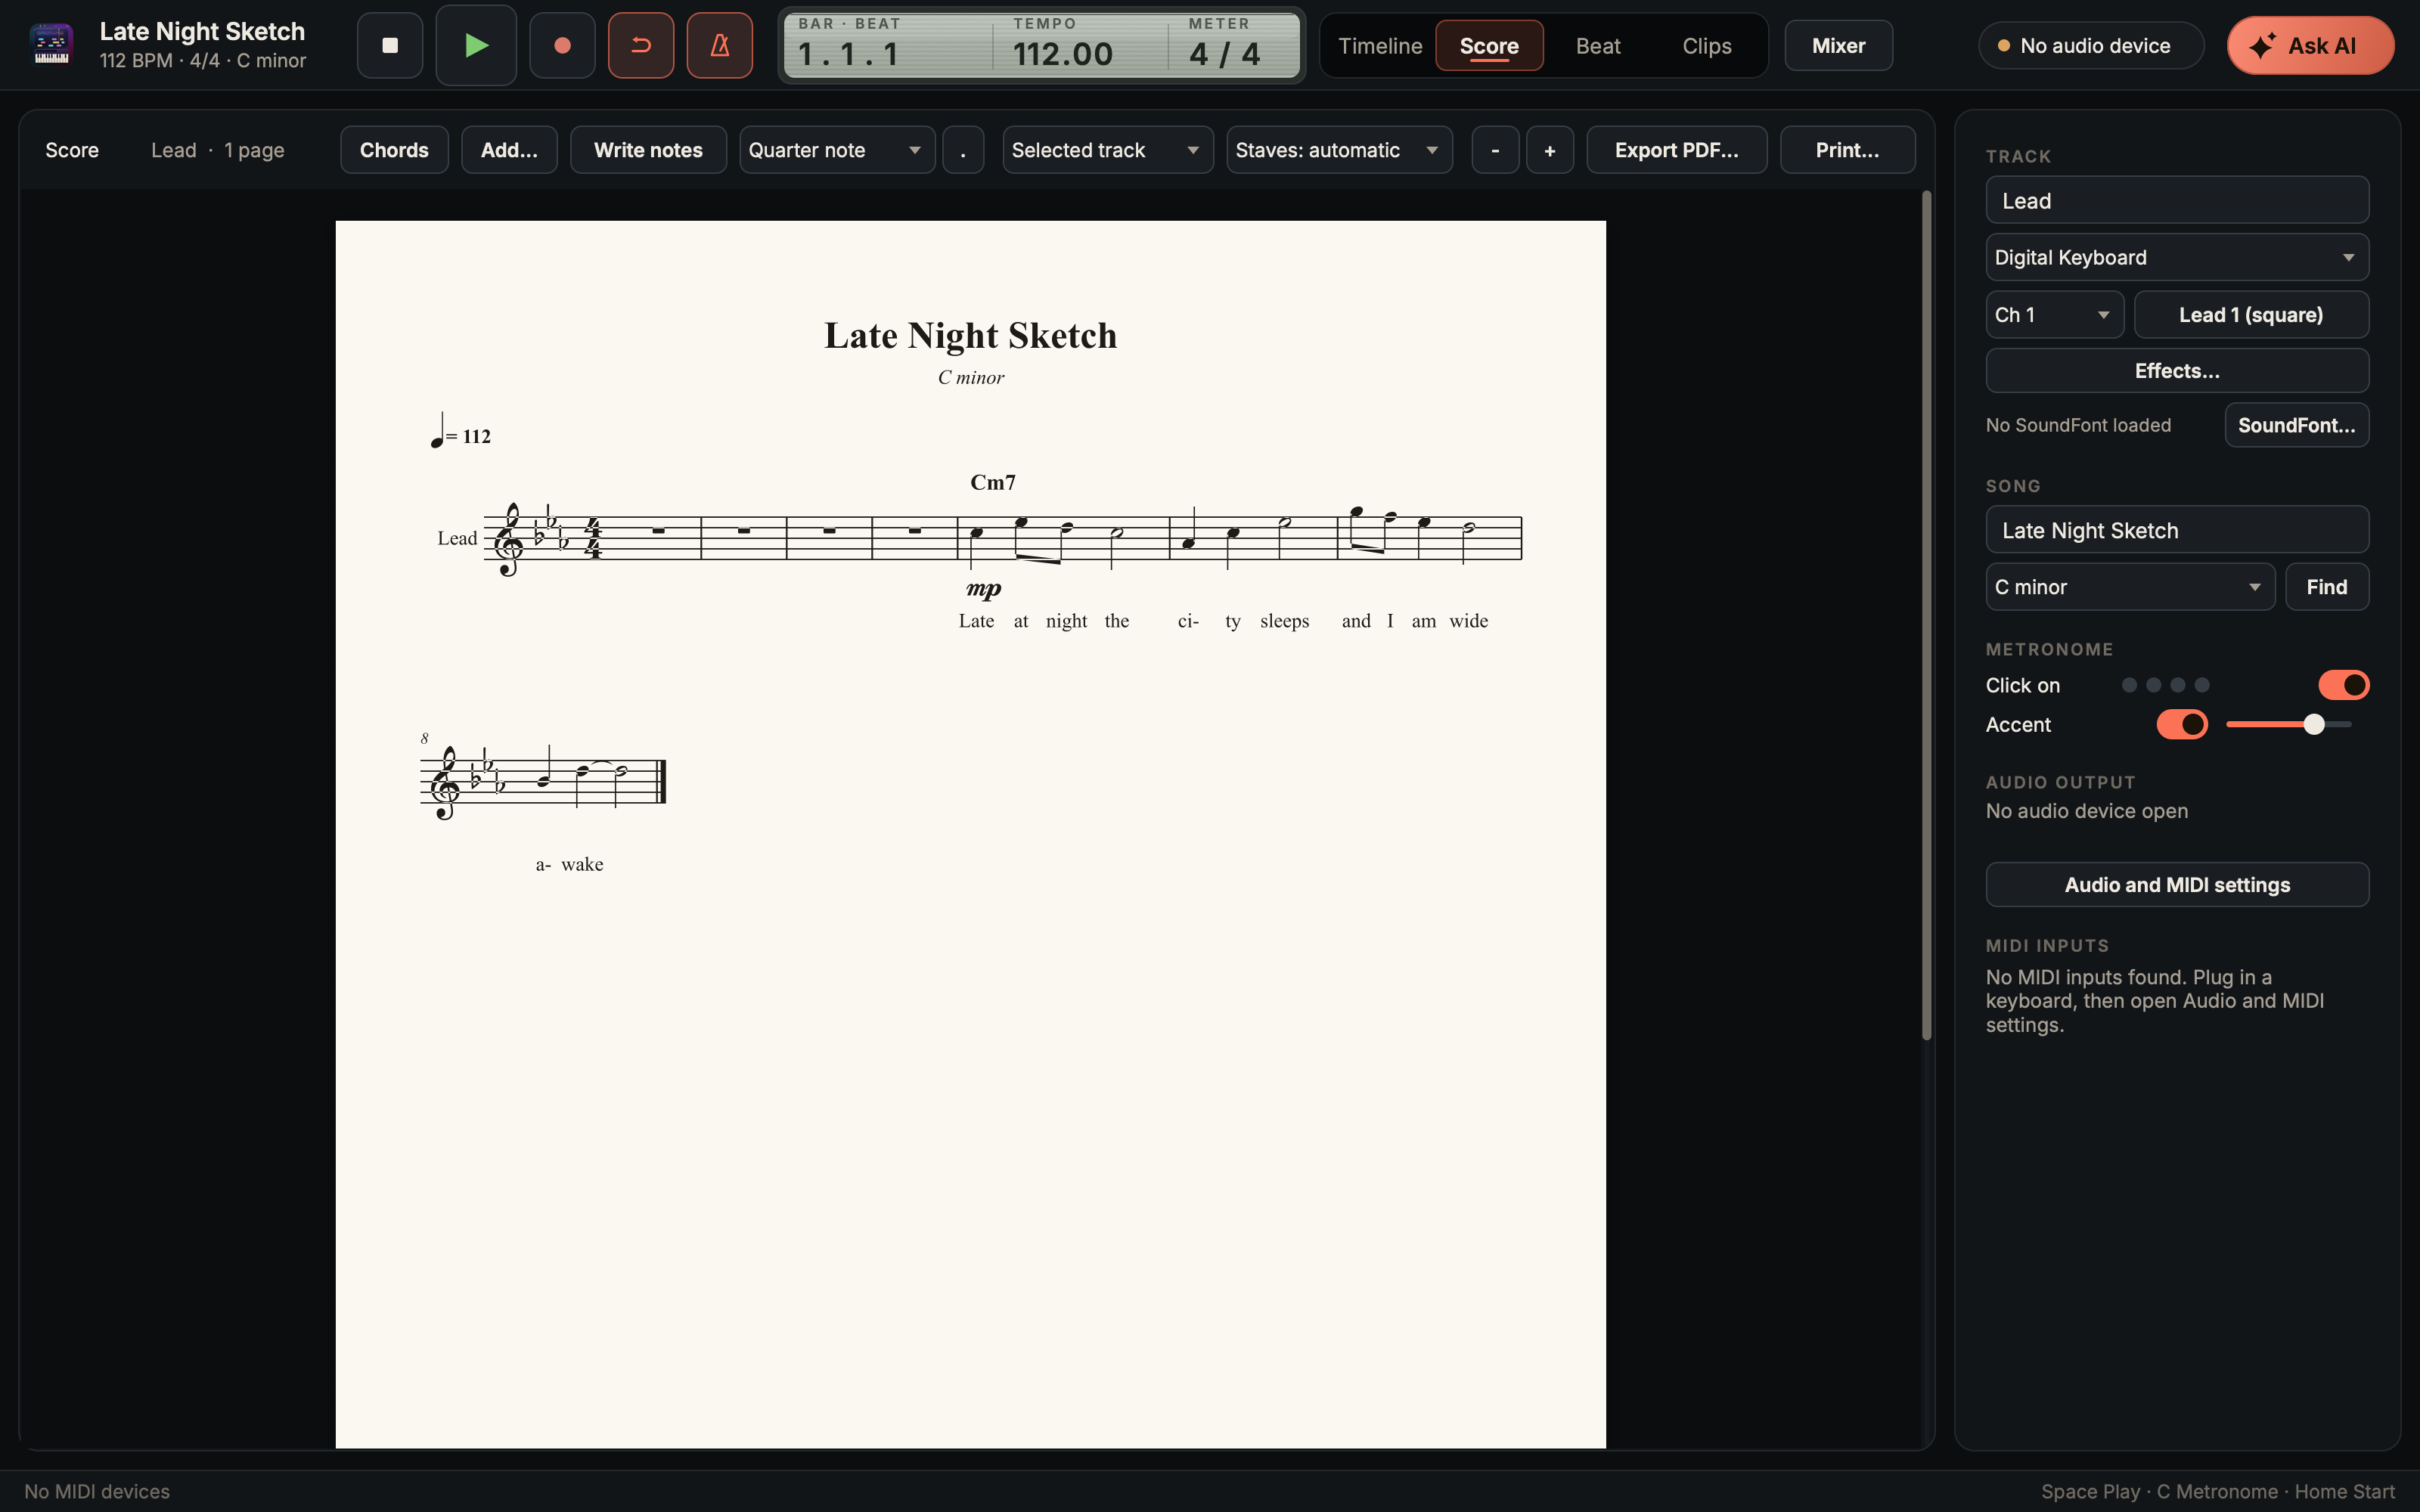 Late Night Sketch
112 BPM · 4/4 · C minor
BAR · BEAT TEMPO METER
1 . 1 . 1 112.00 4 / 4
Timeline Score Beat Clips Mixer
No audio device
Ask AI
Score Lead · 1 page Chords Add... Write notes Quarter note . Selected track Staves: automatic - + Export PDF... Print...
Late Night Sketch
C minor
= 112
Cm7
Lead
4
4
mp
Late at night the ci- ty sleeps and I am wide
8
a- wake
TRACK
Lead
Digital Keyboard
Ch 1 Lead 1 (square)
Effects...
No SoundFont loaded SoundFont...
SONG
Late Night Sketch
C minor Find
METRONOME
Click on
Accent
AUDIO OUTPUT
No audio device open
Audio and MIDI settings
MIDI INPUTS
No MIDI inputs found. Plug in a
keyboard, then open Audio and MIDI
settings.
No MIDI devices Space Play · C Metronome · Home Start